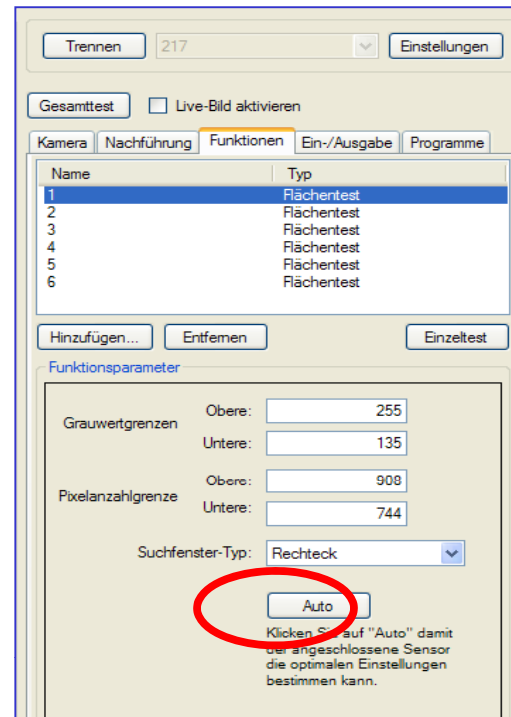 Trennen 217 Einstellungen
Gesamttest Live-Bild aktivieren
Kamera Nachführung Funktionen Ein-/Ausgabe Programme
Name Typ
1 Flächentest
2 Flächentest
3 Flächentest
4 Flächentest
5 Flächentest
6 Flächentest
Hinzufügen... Entfernen Einzeltest
Funktionsparameter
Grauwertgrenzen
Obere: 255
Untere: 135
Pixelanzahlgrenze
Obere: 908
Untere: 744
Suchfenster-Typ: Rechteck
Auto
Klicken Sie auf "Auto" damit
der angeschlossene Sensor
die optimalen Einstellungen
bestimmen kann.